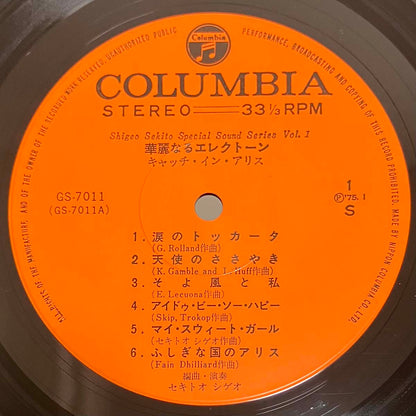 Columbia
COLUMBIA
STEREO 33 1/3 RPM
Shigeo Sekito Special Sound Series Vol. I
華麗なるエレクトーン
キャッチ・イン・アリス
GS-7011
(GS-7011A)
1
Ⓟ'75. 1
S
1. 涙のトッカータ
(G. Rolland作曲)
2. 天使のささやき
(K. Gamble and L. Huff作曲)
3. そよ風と私
(E. Lecuona作曲)
4. アイドゥ・ビー・ソー・ハピー
(Skip, Trokop作曲)
5. マイ・スウィート・ガール
(セキトオ シゲオ作曲)
6. ふしぎな国のアリス
(Fain Dhilliard作曲)
編曲・演奏
セキトオ シゲオ
ALL RIGHTS OF THE MANUFACTURER, AND OF THE OWNER OF THE RECORDED WORK RESERVED. UNAUTHORIZED PUBLIC PERFORMANCE, BROADCASTING AND COPYING OF THIS RECORD PROHIBITED. MADE BY NIPPON COLUMBIA CO., LTD.